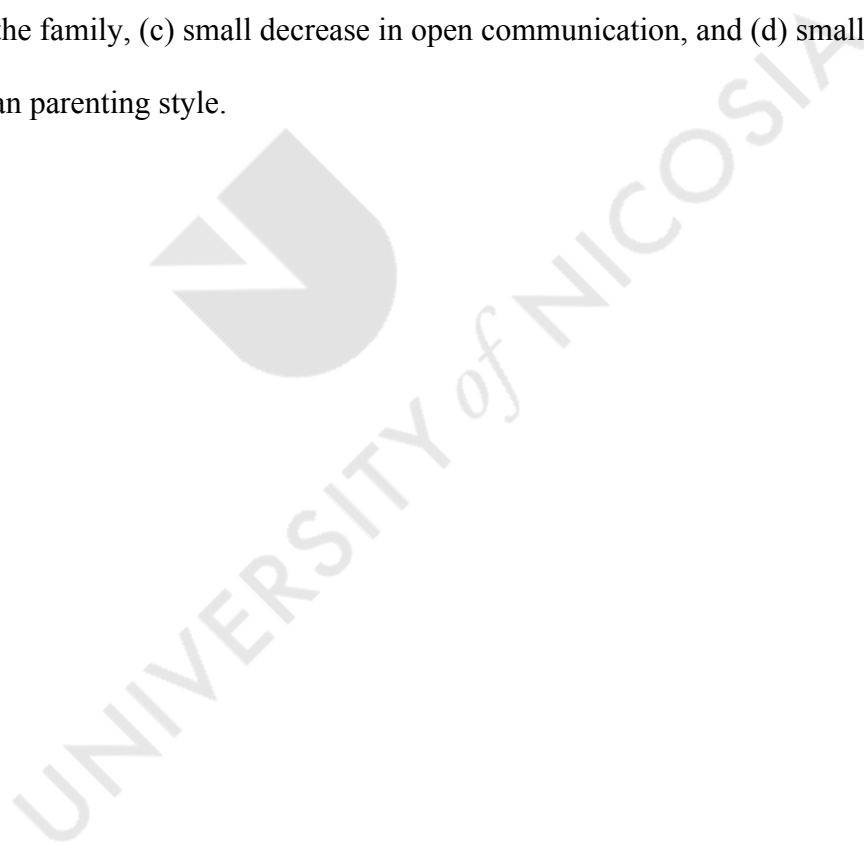 the family, (c) small decrease in open communication, and (d) small
an parenting style.
UNIVERSITY of NICOSIA